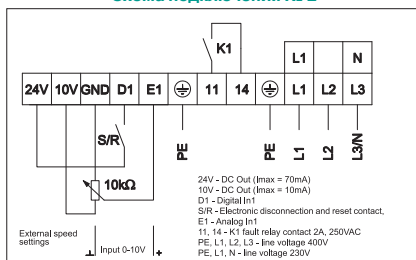 L1 N
K1
24V 10V GND D1 E1 11 14 L1 L2 L3
S/R
PE PE L1 L2 L3/N
10kΩ
24V - DC Out (Imax = 70mA)
10V - DC Out (Imax = 10mA)
D1 - Digital In1
S/R - Electronic disconnection and reset contact,
E1 - Analog In1
11, 14 - K1 fault relay contact 2A, 250VAC
PE, L1, L2, L3 - line voltage 400V
PE, L1, N - line voltage 230V
External speed
settings
+ Input 0-10V +